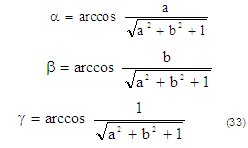 α = arccos a / √(a² + b² + 1)
β = arccos b / √(a² + b² + 1)
γ = arccos 1 / √(a² + b² + 1) (33)